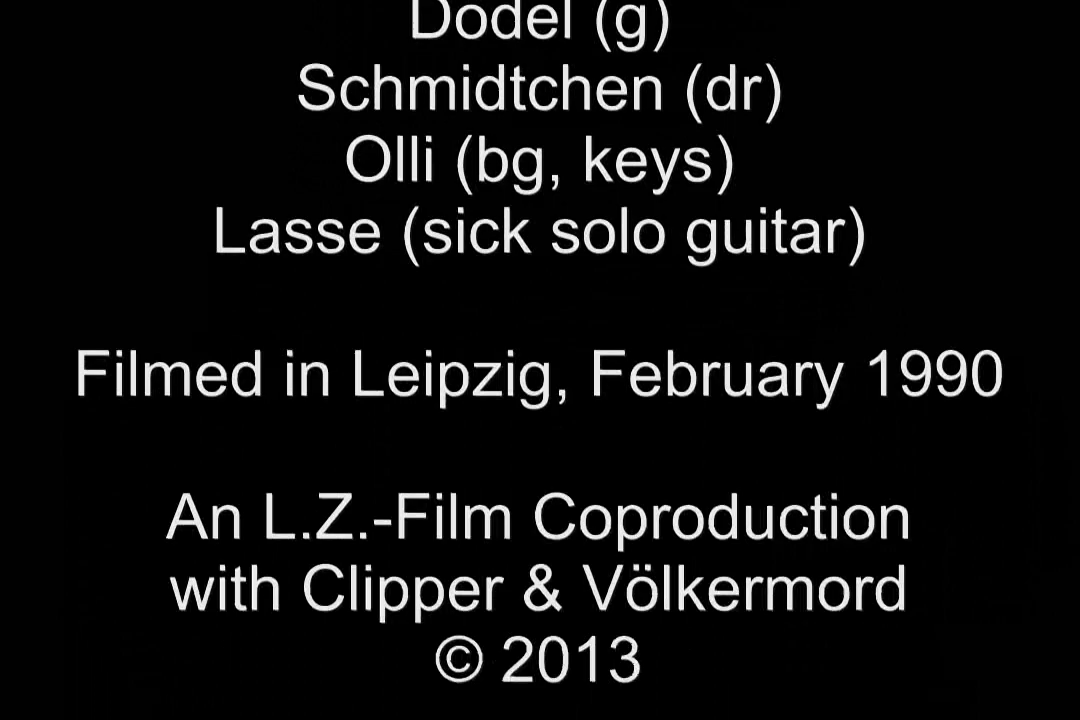 Dodel (g)
Schmidtchen (dr)
Olli (bg, keys)
Lasse (sick solo guitar)
Filmed in Leipzig, February 1990
An L.Z.-Film Coproduction
with Clipper & Völkermord
© 2013